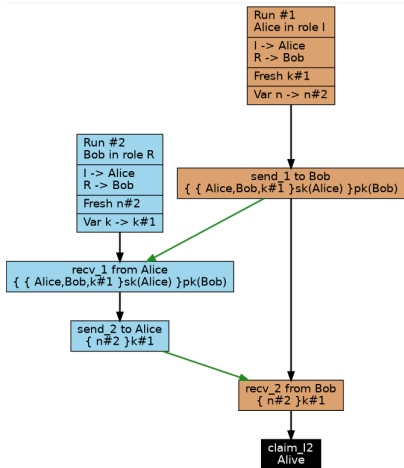 Run #1
Alice in role I
I -> Alice
R -> Bob
Fresh k#1
Var n -> n#2
Run #2
Bob in role R
I -> Alice
R -> Bob
Fresh n#2
Var k -> k#1
send_1 to Bob
{ { Alice,Bob,k#1 }sk(Alice) }pk(Bob)
recv_1 from Alice
{ { Alice,Bob,k#1 }sk(Alice) }pk(Bob)
send_2 to Alice
{ n#2 }k#1
recv_2 from Bob
{ n#2 }k#1
claim_I2
Alive